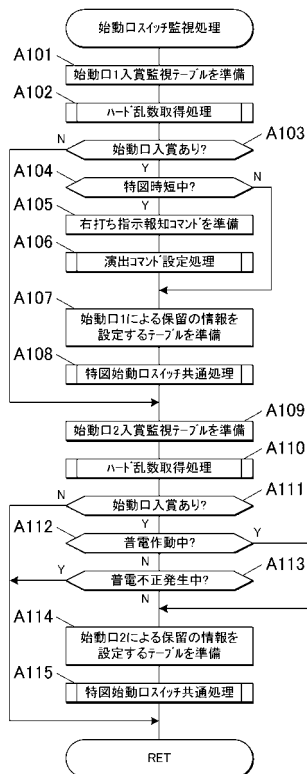 始動口スイッチ監視処理
A101
始動口1入賞監視テーブルを準備
A102
ハード乱数取得処理
A103
N
始動口入賞あり?
A104
Y
特図時短中?
N
A105
Y
右打ち指示報知コマンドを準備
A106
演出コマンド設定処理
A107
始動口1による保留の情報を
設定するテーブルを準備
A108
特図始動口スイッチ共通処理
A109
始動口2入賞監視テーブルを準備
A110
ハード乱数取得処理
A111
N
始動口入賞あり?
A112
Y
普電作動中?
Y
A113
N
Y
普電不正発生中?
N
A114
始動口2による保留の情報を
設定するテーブルを準備
A115
特図始動口スイッチ共通処理
RET